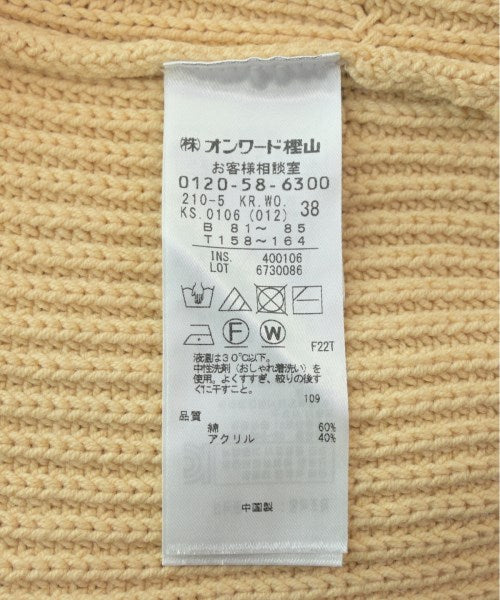 ㈱オンワード樫山
お客様相談室
0120-58-6300
210-5 KR.WO.
KS.0106 (012) 38
B 81～ 85
T158～164
INS. 400106
LOT 6730086
F W
F22T
液温は30℃以下。
中性洗剤（おしゃれ着洗い）を
使用。よくすすぎ、絞りの後す
ぐに干すこと。
109
品質
綿 60%
アクリル 40%
中国製